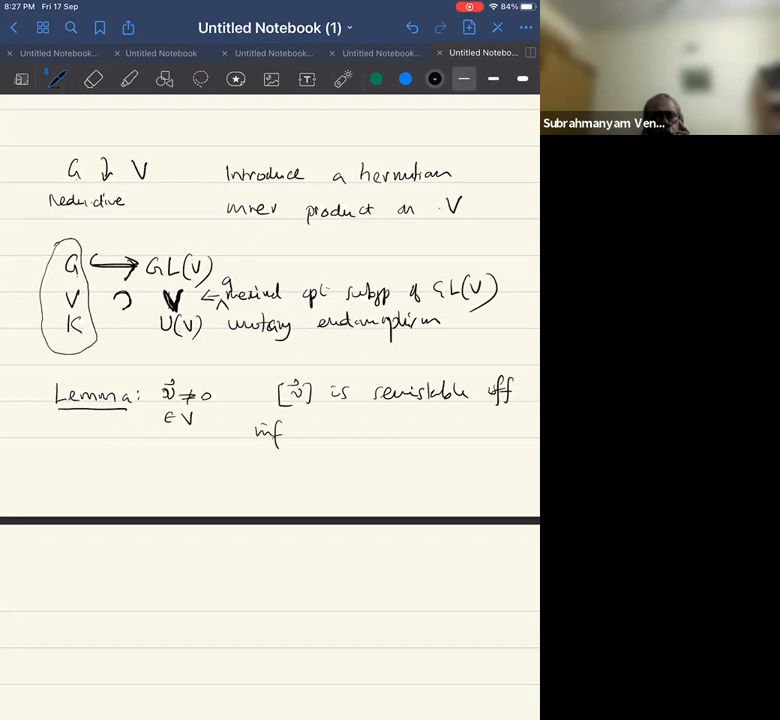 8:27 PM Fri 17 Sep
84%
Untitled Notebook (1)
Untitled Notebook...
Untitled Notebook
Untitled Notebook...
Untitled Notebook...
Untitled Notebo...
Subrahmanyam Ven...
G V Introduce a hermitian
reductive inner product on V
G GL(V)
V V a maximal cpt subgp of GL(V)
K U(V) unitary endomorphism
Lemma: v ≠ 0 [v] is semistable iff
∈ V
inf